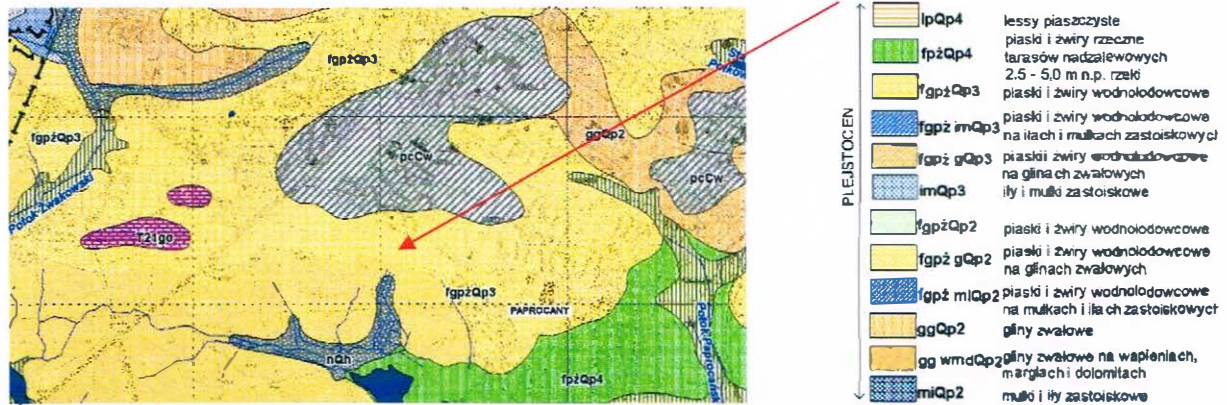 fgpżQp3
ggQp2
fgpżQp3
pcCw
pcCw
Potok Żwakowski
T21go
fgpżQp3
PAPROCANY
nQh
fpżQp4
Potok Paprocański
PLEJSTOCEN
lpQp4 lessy piaszczyste
fpżQp4 piaski i żwiry rzeczne
tarasów nadzalewowych
2.5 - 5,0 m n.p. rzeki
fgpżQp3 piaski i żwiry wodnolodowcowe
fgpż imQp3 piaski i żwiry wodnolodowcowe
na iłach i mułkach zastoiskowych
fgpż gQp3 piaskii żwiry wodnolodowcowe
na glinach zwałowych
imQp3 iły i mułki zastoiskowe
fgpżQp2 piaski i żwiry wodnolodowcowe
fgpż gQp2 piaski i żwiry wodnolodowcowe
na glinach zwałowych
fgpż miQp2 piaski i żwiry wodnolodowcowe
na mułkach i iłach zastoiskowych
ggQp2 gliny zwałowe
gg wmdQp2 gliny zwałowe na wapieniach,
marglach i dolomitach
miQp2 mułki i iły zastoiskowe